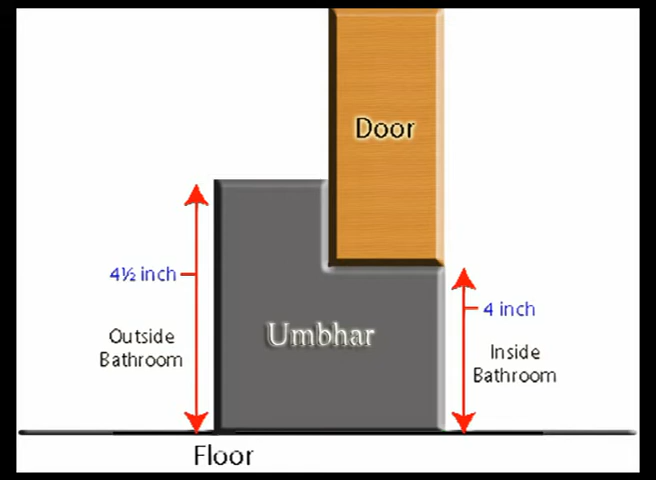 Door
4½ inch
Outside
Bathroom
Umbhar
4 inch
Inside
Bathroom
Floor